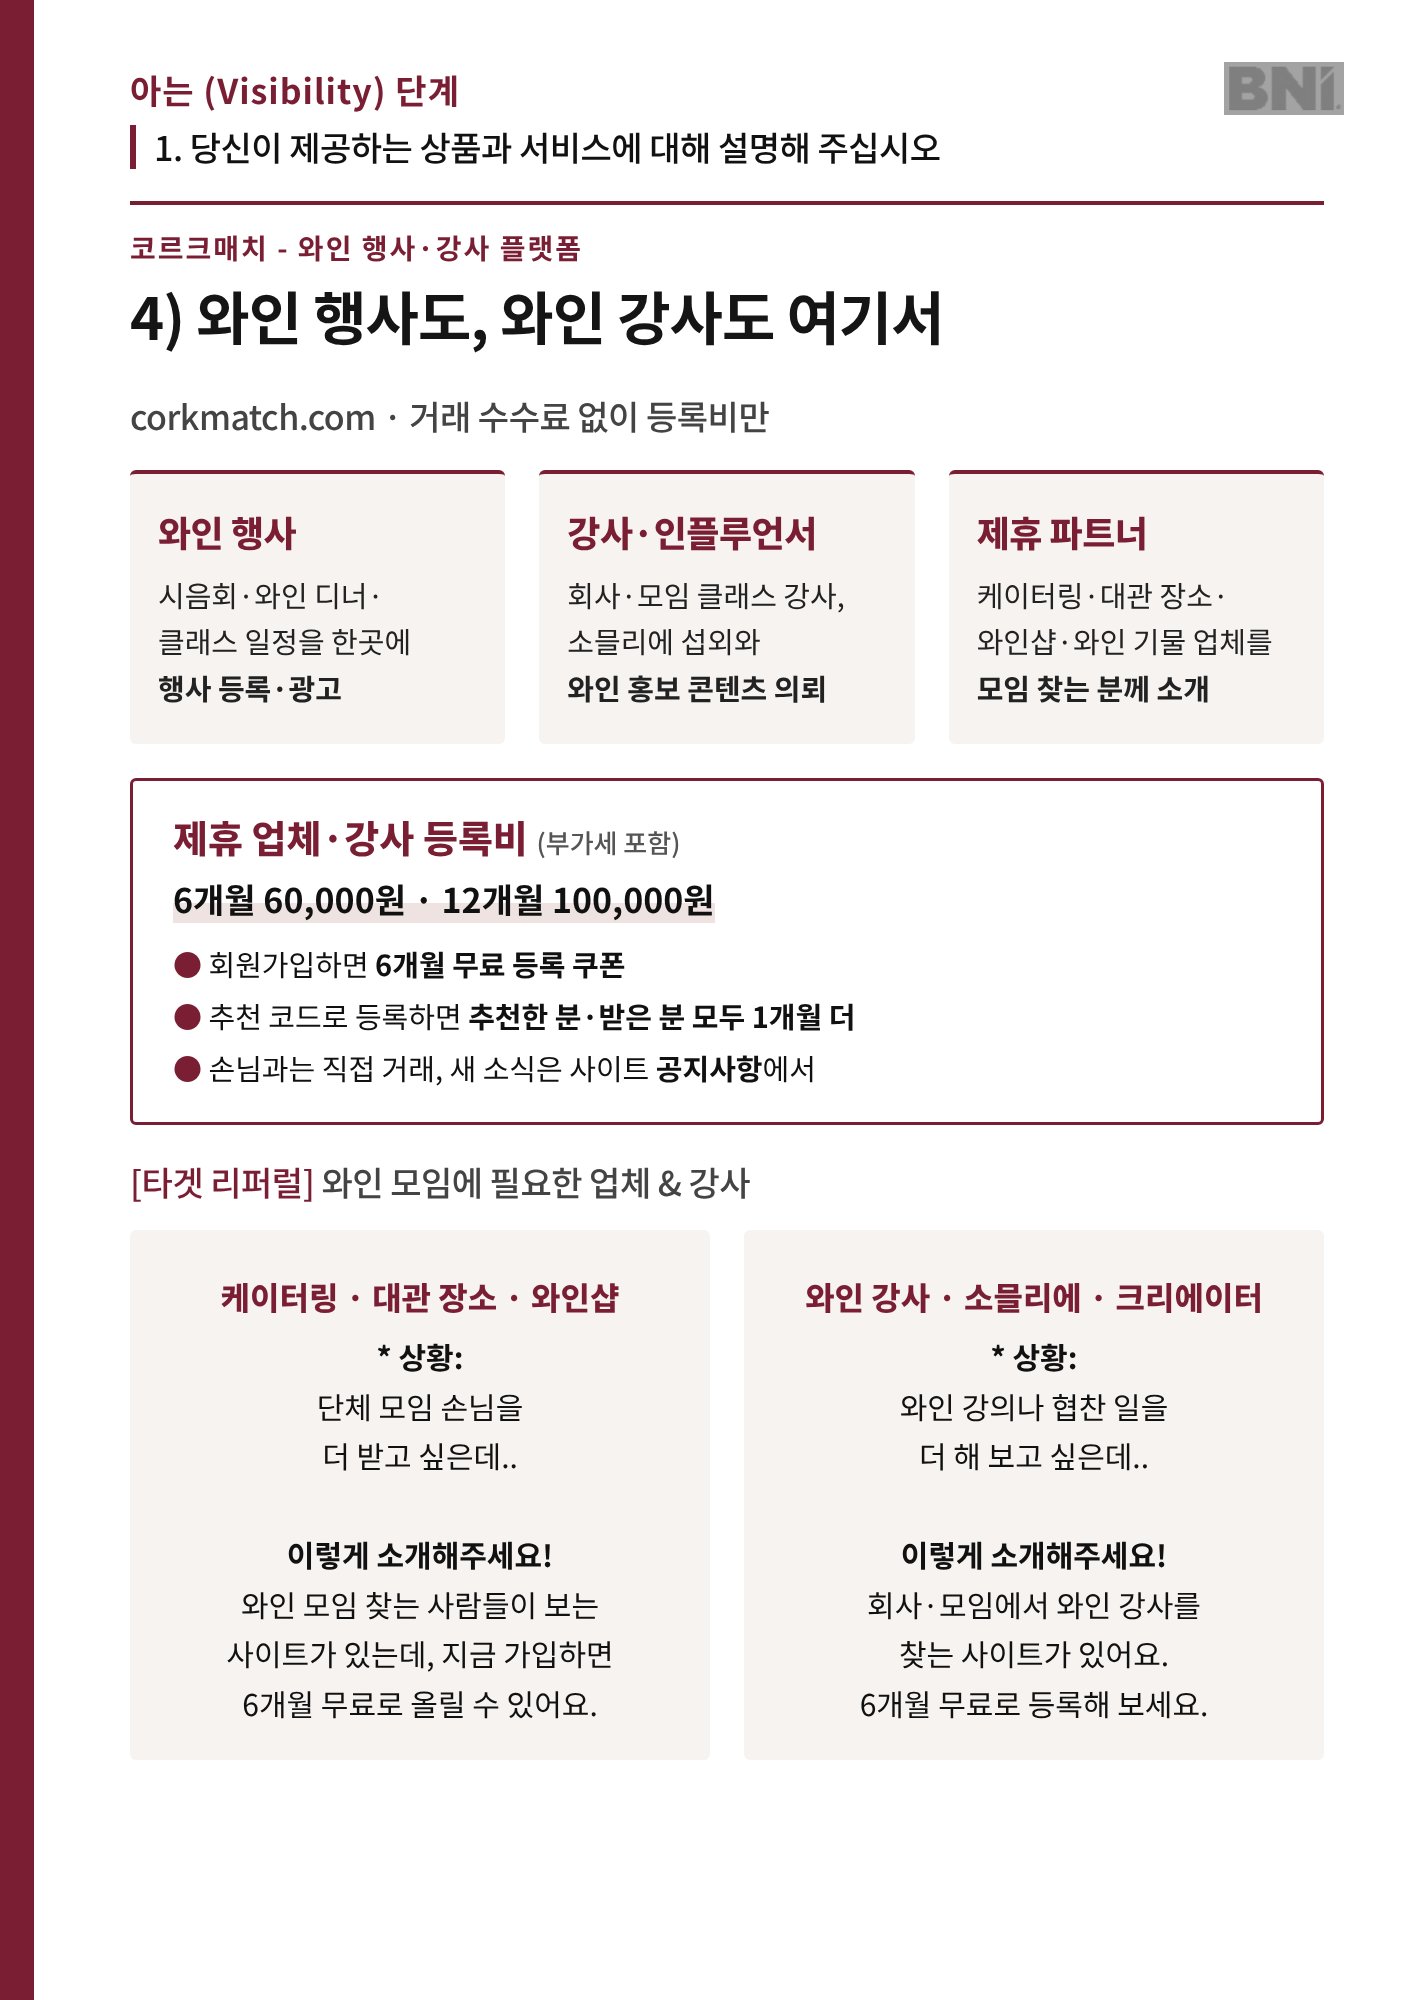 아는 (Visibility) 단계
BNI
1. 당신이 제공하는 상품과 서비스에 대해 설명해 주십시오
코르크매치 - 와인 행사·강사 플랫폼
4) 와인 행사도, 와인 강사도 여기서
corkmatch.com · 거래 수수료 없이 등록비만
와인 행사
시음회·와인 디너·
클래스 일정을 한곳에
행사 등록·광고
강사·인플루언서
회사·모임 클래스 강사,
소믈리에 섭외와
와인 홍보 콘텐츠 의뢰
제휴 파트너
케이터링·대관 장소·
와인샵·와인 기물 업체를
모임 찾는 분께 소개
제휴 업체·강사 등록비 (부가세 포함)
6개월 60,000원 · 12개월 100,000원
● 회원가입하면 6개월 무료 등록 쿠폰
● 추천 코드로 등록하면 추천한 분·받은 분 모두 1개월 더
● 손님과는 직접 거래, 새 소식은 사이트 공지사항에서
[타겟 리퍼럴] 와인 모임에 필요한 업체 & 강사
케이터링 · 대관 장소 · 와인샵
* 상황:
단체 모임 손님을
더 받고 싶은데..
이렇게 소개해주세요!
와인 모임 찾는 사람들이 보는
사이트가 있는데, 지금 가입하면
6개월 무료로 올릴 수 있어요.
와인 강사 · 소믈리에 · 크리에이터
* 상황:
와인 강의나 협찬 일을
더 해 보고 싶은데..
이렇게 소개해주세요!
회사·모임에서 와인 강사를
찾는 사이트가 있어요.
6개월 무료로 등록해 보세요.